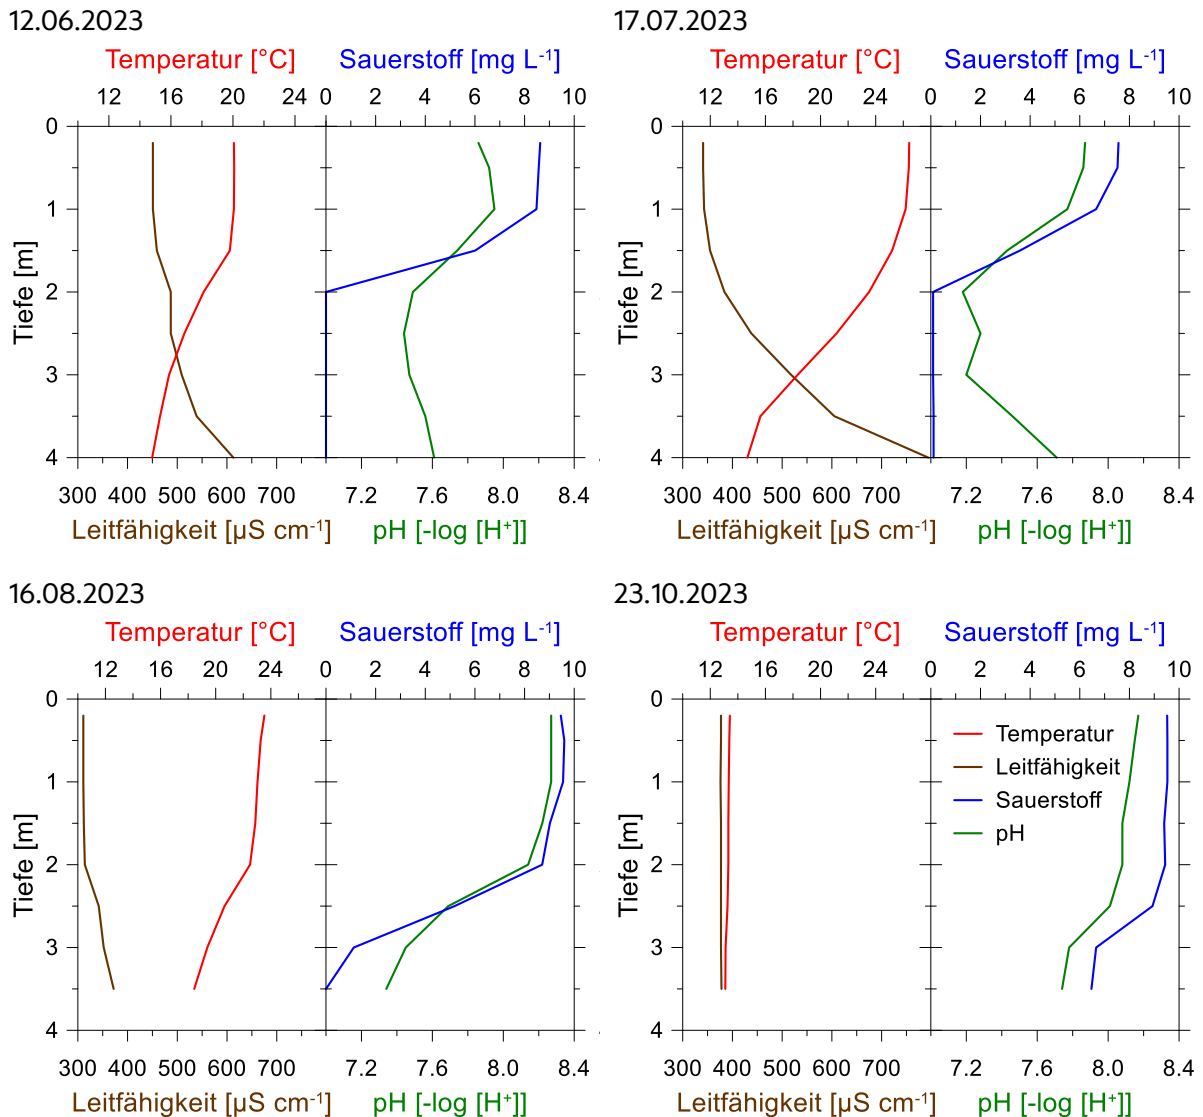 12.06.2023
Temperatur [°C]
Sauerstoff [mg L-1]
12 16 20 24
0 2 4 6 8 10
0
1
2
3
4
Tiefe [m]
300 400 500 600 700
7.2 7.6 8.0 8.4
Leitfähigkeit [µS cm-1]
pH [-log [H+]]
17.07.2023
Temperatur [°C]
Sauerstoff [mg L-1]
12 16 20 24
0 2 4 6 8 10
0
1
2
3
4
Tiefe [m]
300 400 500 600 700
7.2 7.6 8.0 8.4
Leitfähigkeit [µS cm-1]
pH [-log [H+]]
16.08.2023
Temperatur [°C]
Sauerstoff [mg L-1]
12 16 20 24
0 2 4 6 8 10
0
1
2
3
4
Tiefe [m]
300 400 500 600 700
7.2 7.6 8.0 8.4
Leitfähigkeit [µS cm-1]
pH [-log [H+]]
23.10.2023
Temperatur [°C]
Sauerstoff [mg L-1]
12 16 20 24
0 2 4 6 8 10
0
1
2
3
4
Tiefe [m]
Temperatur
Leitfähigkeit
Sauerstoff
pH
300 400 500 600 700
7.2 7.6 8.0 8.4
Leitfähigkeit [µS cm-1]
pH [-log [H+]]